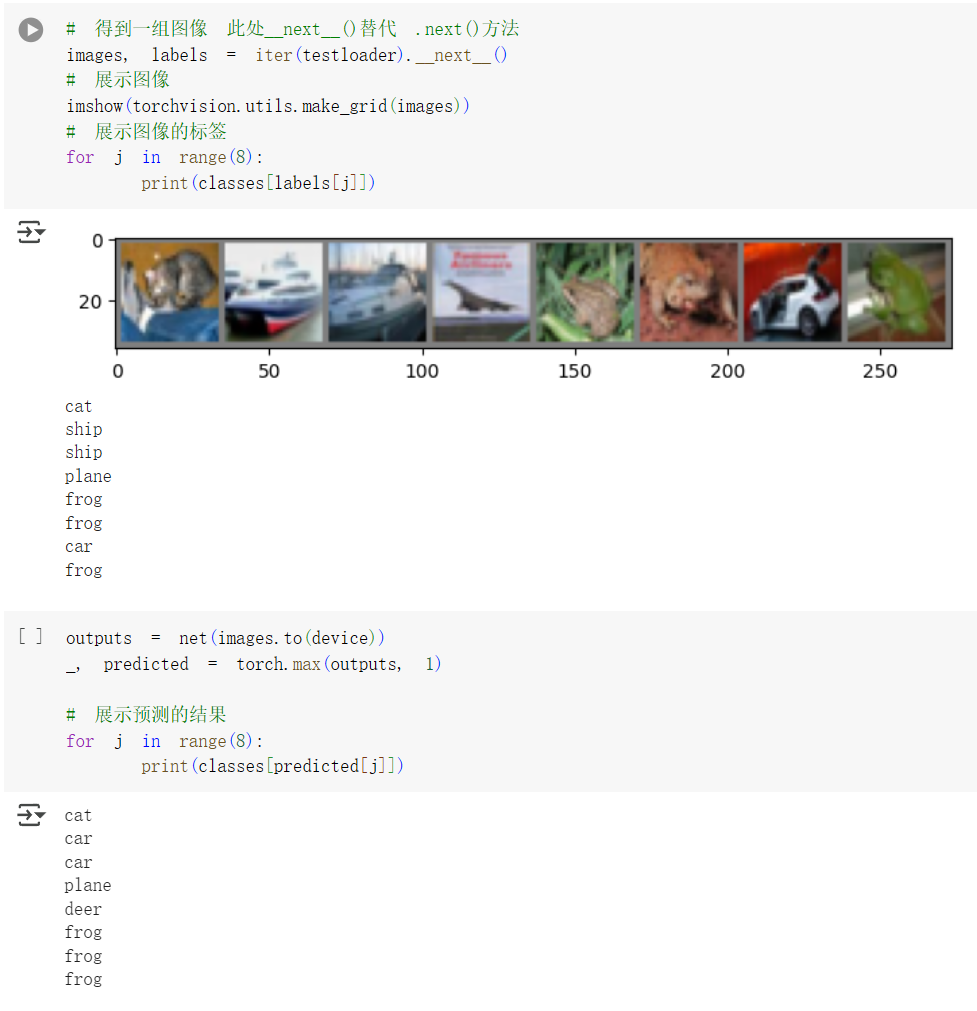 # 得到一组图像 此处__next__()替代 .next()方法
images, labels = iter(testloader).__next__()
# 展示图像
imshow(torchvision.utils.make_grid(images))
# 展示图像的标签
for j in range(8):
print(classes[labels[j]])
0
20
0 50 100 150 200 250
cat
ship
ship
plane
frog
frog
car
frog
[ ] outputs = net(images.to(device))
_, predicted = torch.max(outputs, 1)
# 展示预测的结果
for j in range(8):
print(classes[predicted[j]])
cat
car
car
plane
deer
frog
frog
frog